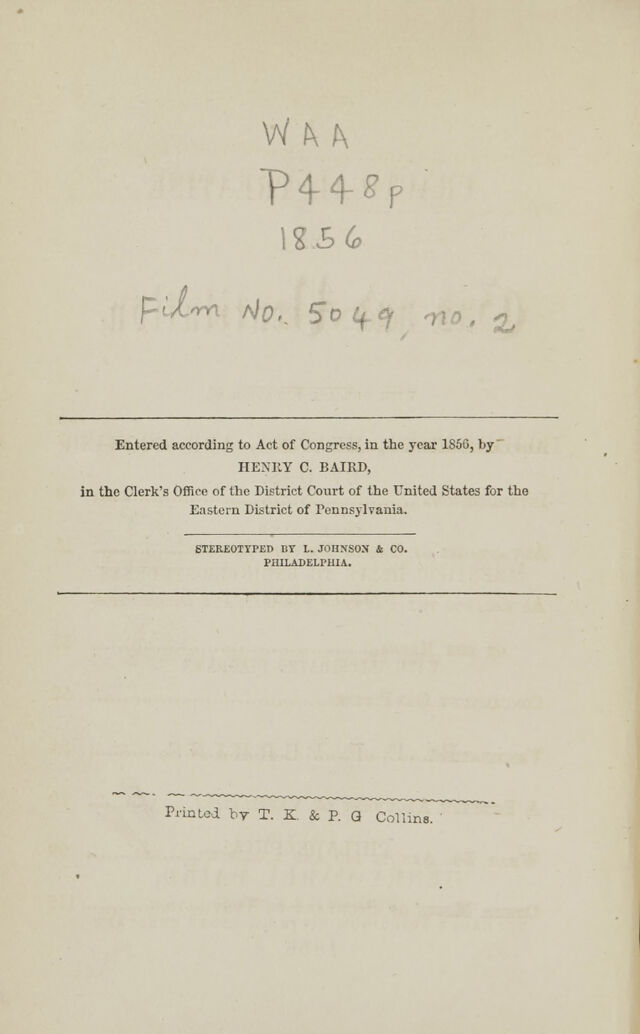 WAA
P448p
1856
Film No. 5049, no. 2
Entered according to Act of Congress, in the year 1856, by
HENRY C. BAIRD,
in the Clerk's Office of the District Court of the United States for the
Eastern District of Pennsylvania.
STEREOTYPED BY L. JOHNSON & CO.
PHILADELPHIA.
Printed by T. K. & P. G Collins.